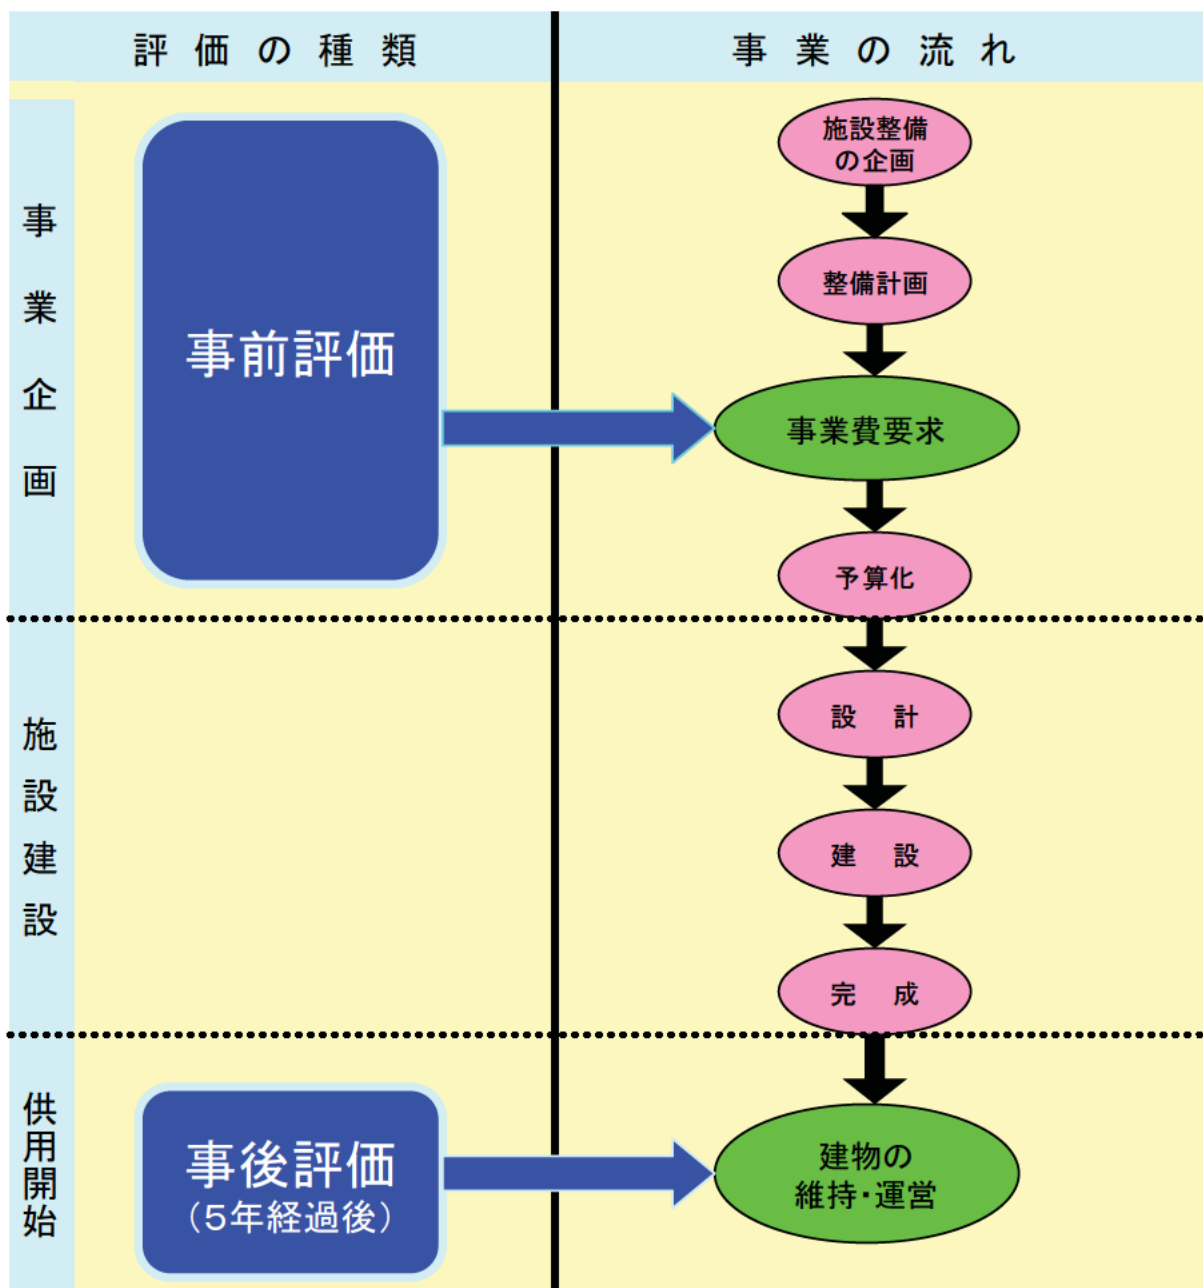 評価の種類
事業の流れ
事業企画
事前評価
施設整備
の企画
整備計画
事業費要求
予算化
施設建設
設 計
建 設
完 成
供用開始
事後評価
(5年経過後)
建物の
維持・運営